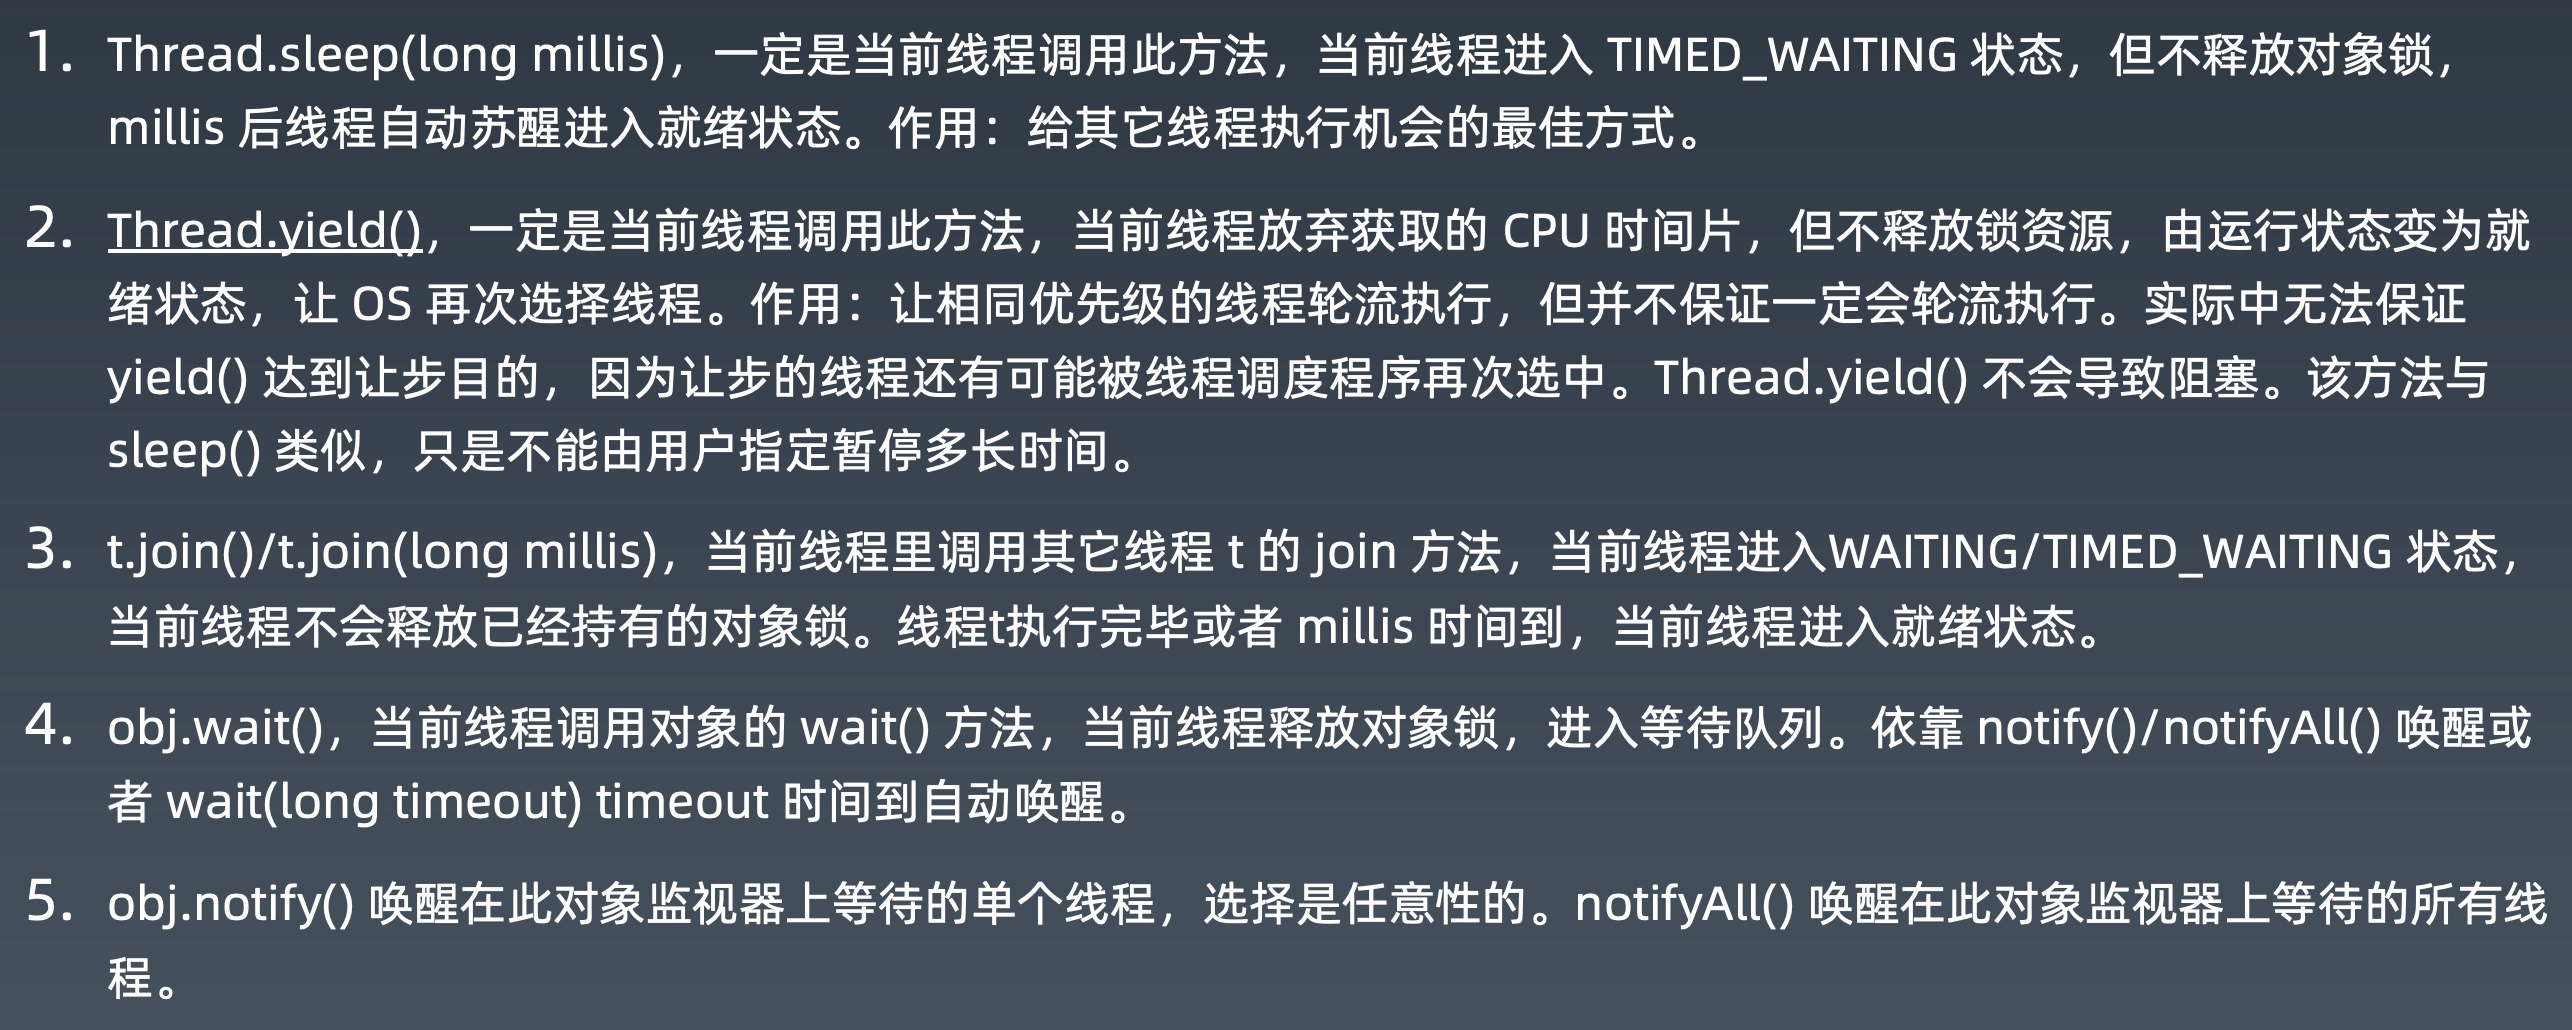 1. Thread.sleep(long millis)，一定是当前线程调用此方法，当前线程进入 TIMED_WAITING 状态，但不释放对象锁，
millis 后线程自动苏醒进入就绪状态。作用：给其它线程执行机会的最佳方式。
2. Thread.yield()，一定是当前线程调用此方法，当前线程放弃获取的 CPU 时间片，但不释放锁资源，由运行状态变为就
绪状态，让 OS 再次选择线程。作用：让相同优先级的线程轮流执行，但并不保证一定会轮流执行。实际中无法保证
yield() 达到让步目的，因为让步的线程还有可能被线程调度程序再次选中。Thread.yield() 不会导致阻塞。该方法与
sleep() 类似，只是不能由用户指定暂停多长时间。
3. t.join()/t.join(long millis)，当前线程里调用其它线程 t 的 join 方法，当前线程进入WAITING/TIMED_WAITING 状态，
当前线程不会释放已经持有的对象锁。线程t执行完毕或者 millis 时间到，当前线程进入就绪状态。
4. obj.wait()，当前线程调用对象的 wait() 方法，当前线程释放对象锁，进入等待队列。依靠 notify()/notifyAll() 唤醒或
者 wait(long timeout) timeout 时间到自动唤醒。
5. obj.notify() 唤醒在此对象监视器上等待的单个线程，选择是任意性的。notifyAll() 唤醒在此对象监视器上等待的所有线
程。